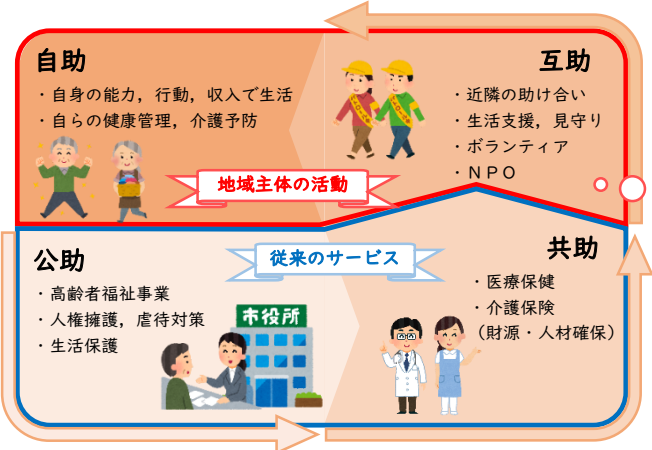 自助
・自身の能力，行動，収入で生活
・自らの健康管理，介護予防
互助
・近隣の助け合い
・生活支援，見守り
・ボランティア
・ＮＰＯ
地域主体の活動
従来のサービス
公助
・高齢者福祉事業
・人権擁護，虐待対策
・生活保護
市役所
共助
・医療保健
・介護保険
（財源・人材確保）